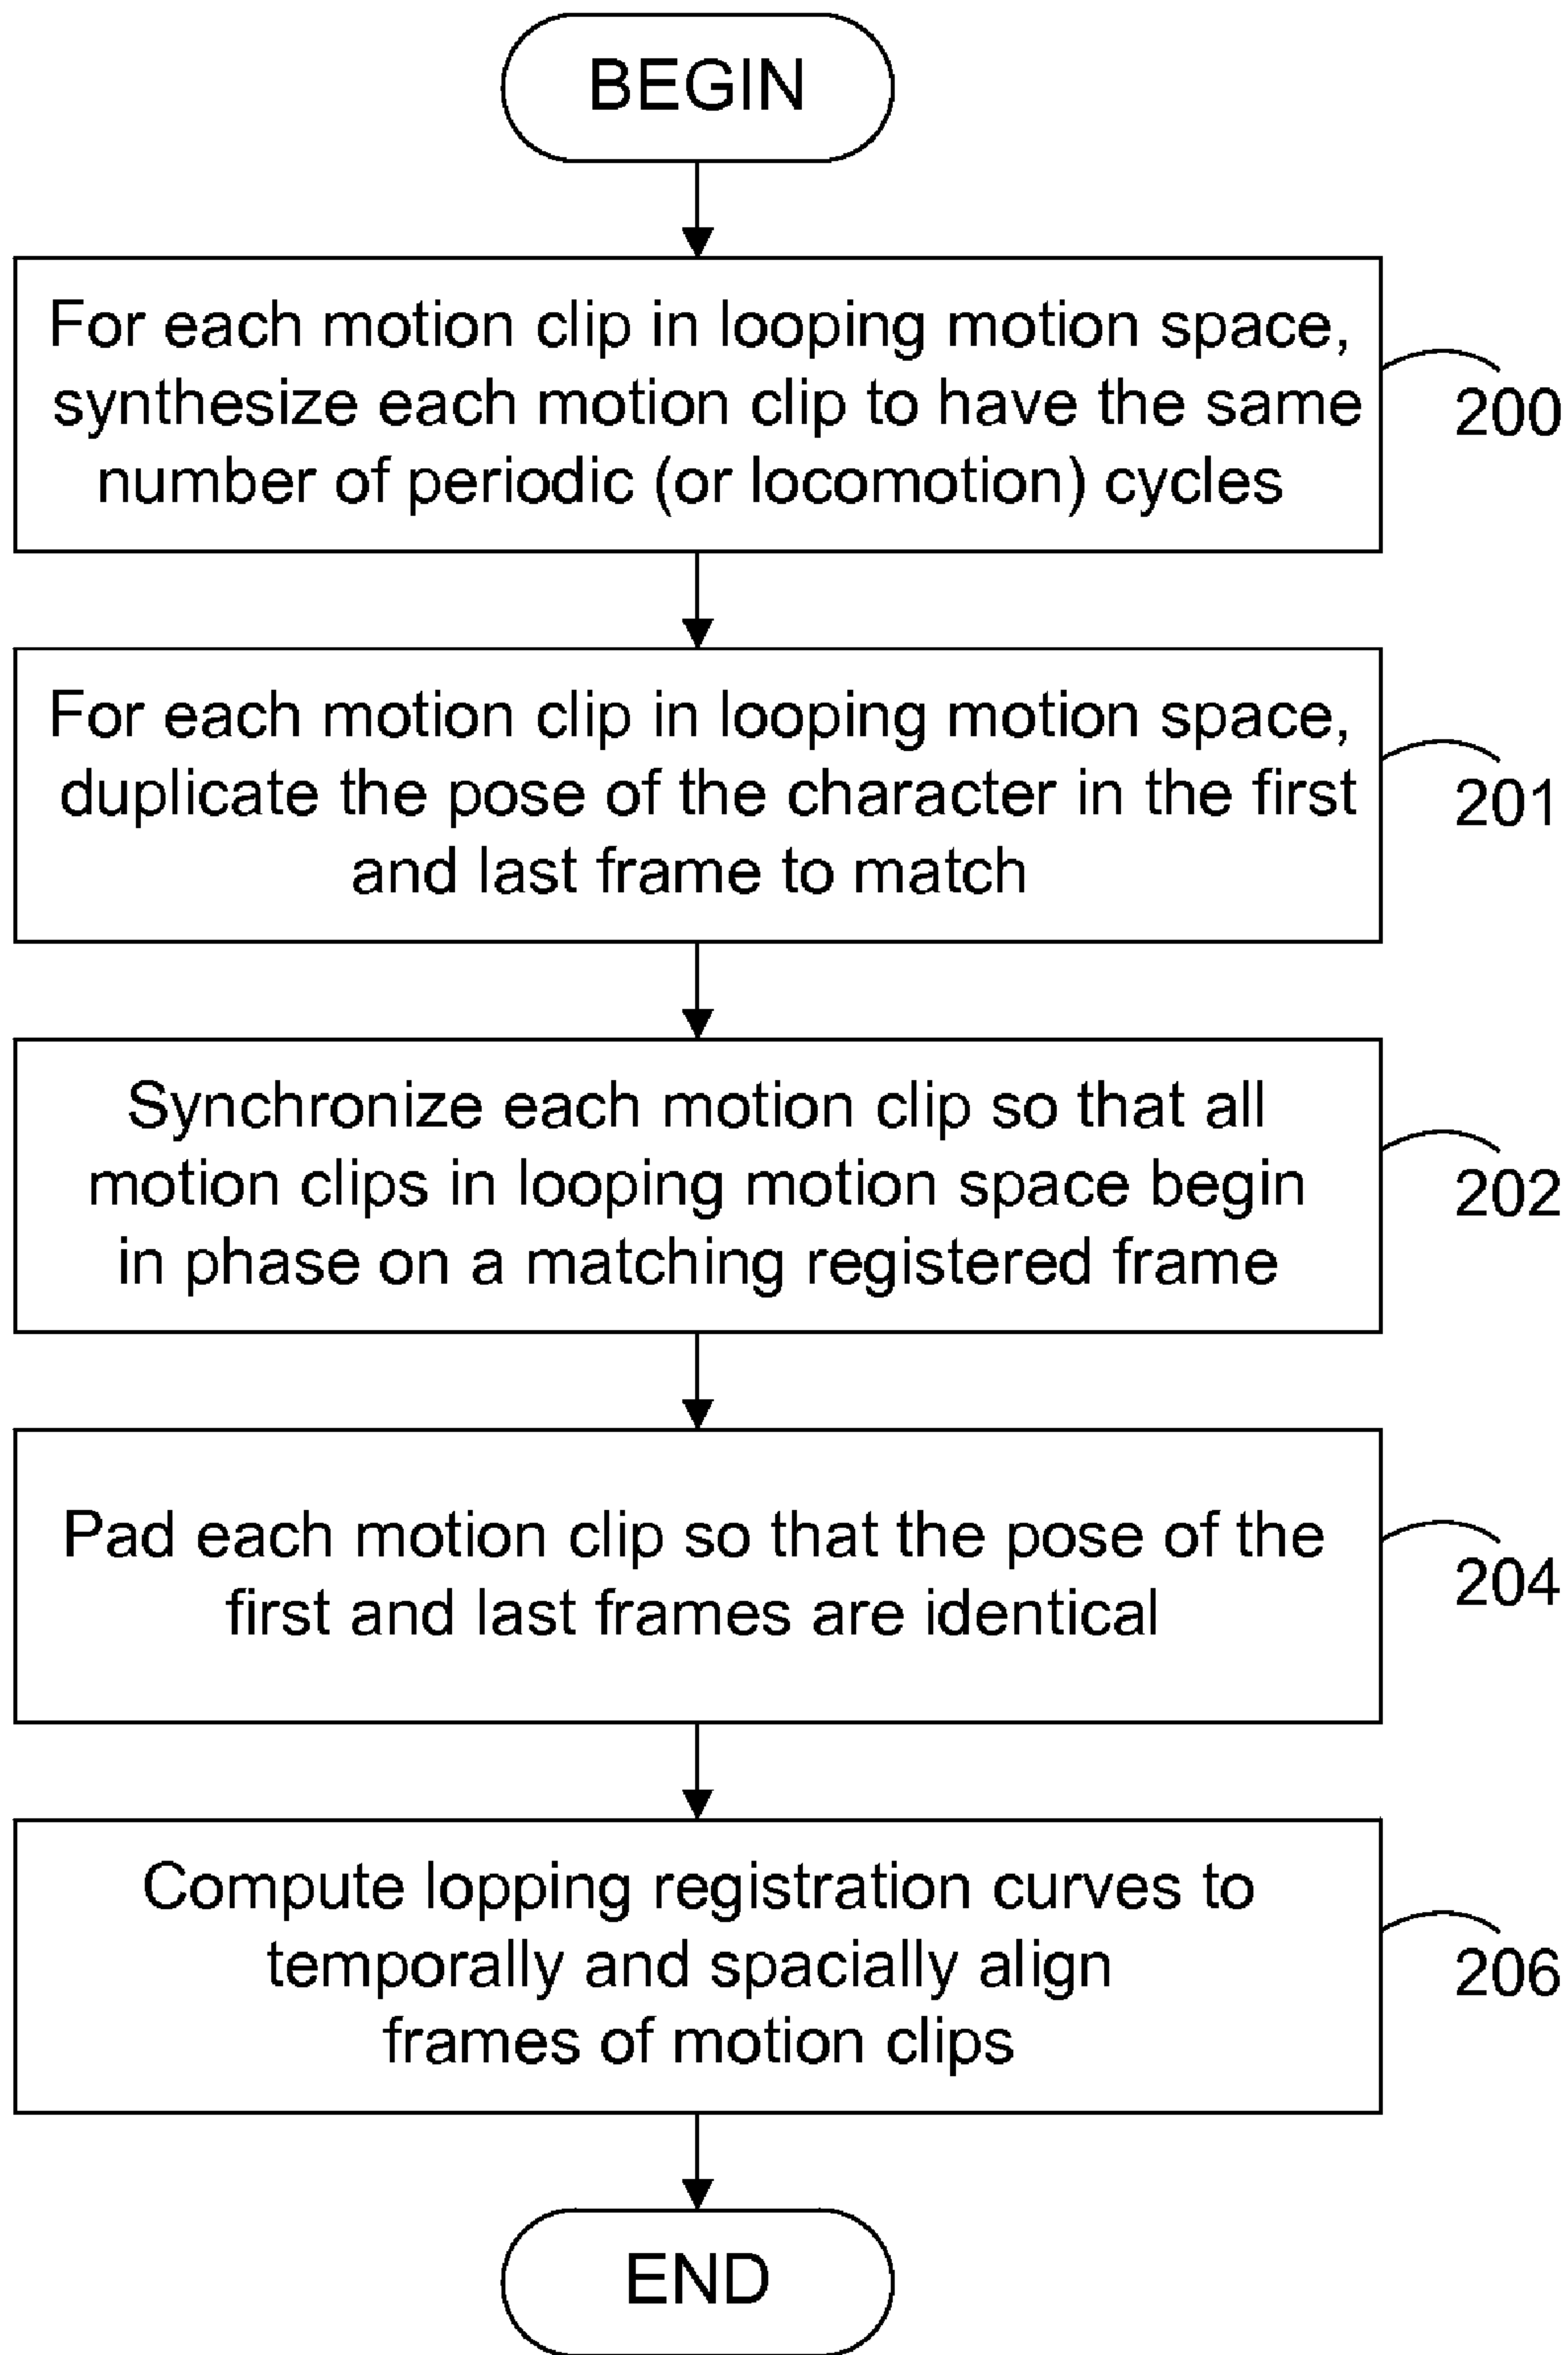 BEGIN
For each motion clip in looping motion space,
synthesize each motion clip to have the same
number of periodic (or locomotion) cycles
200
For each motion clip in looping motion space,
duplicate the pose of the character in the first
and last frame to match
201
Synchronize each motion clip so that all
motion clips in looping motion space begin
in phase on a matching registered frame
202
Pad each motion clip so that the pose of the
first and last frames are identical
204
Compute lopping registration curves to
temporally and spacially align
frames of motion clips
206
END